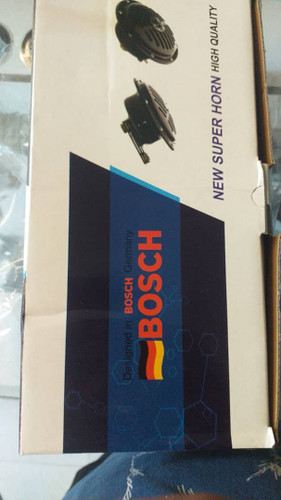 NEW SUPER HORN HIGH QUALITY
Designed in BOSCH Germany
BOSCH